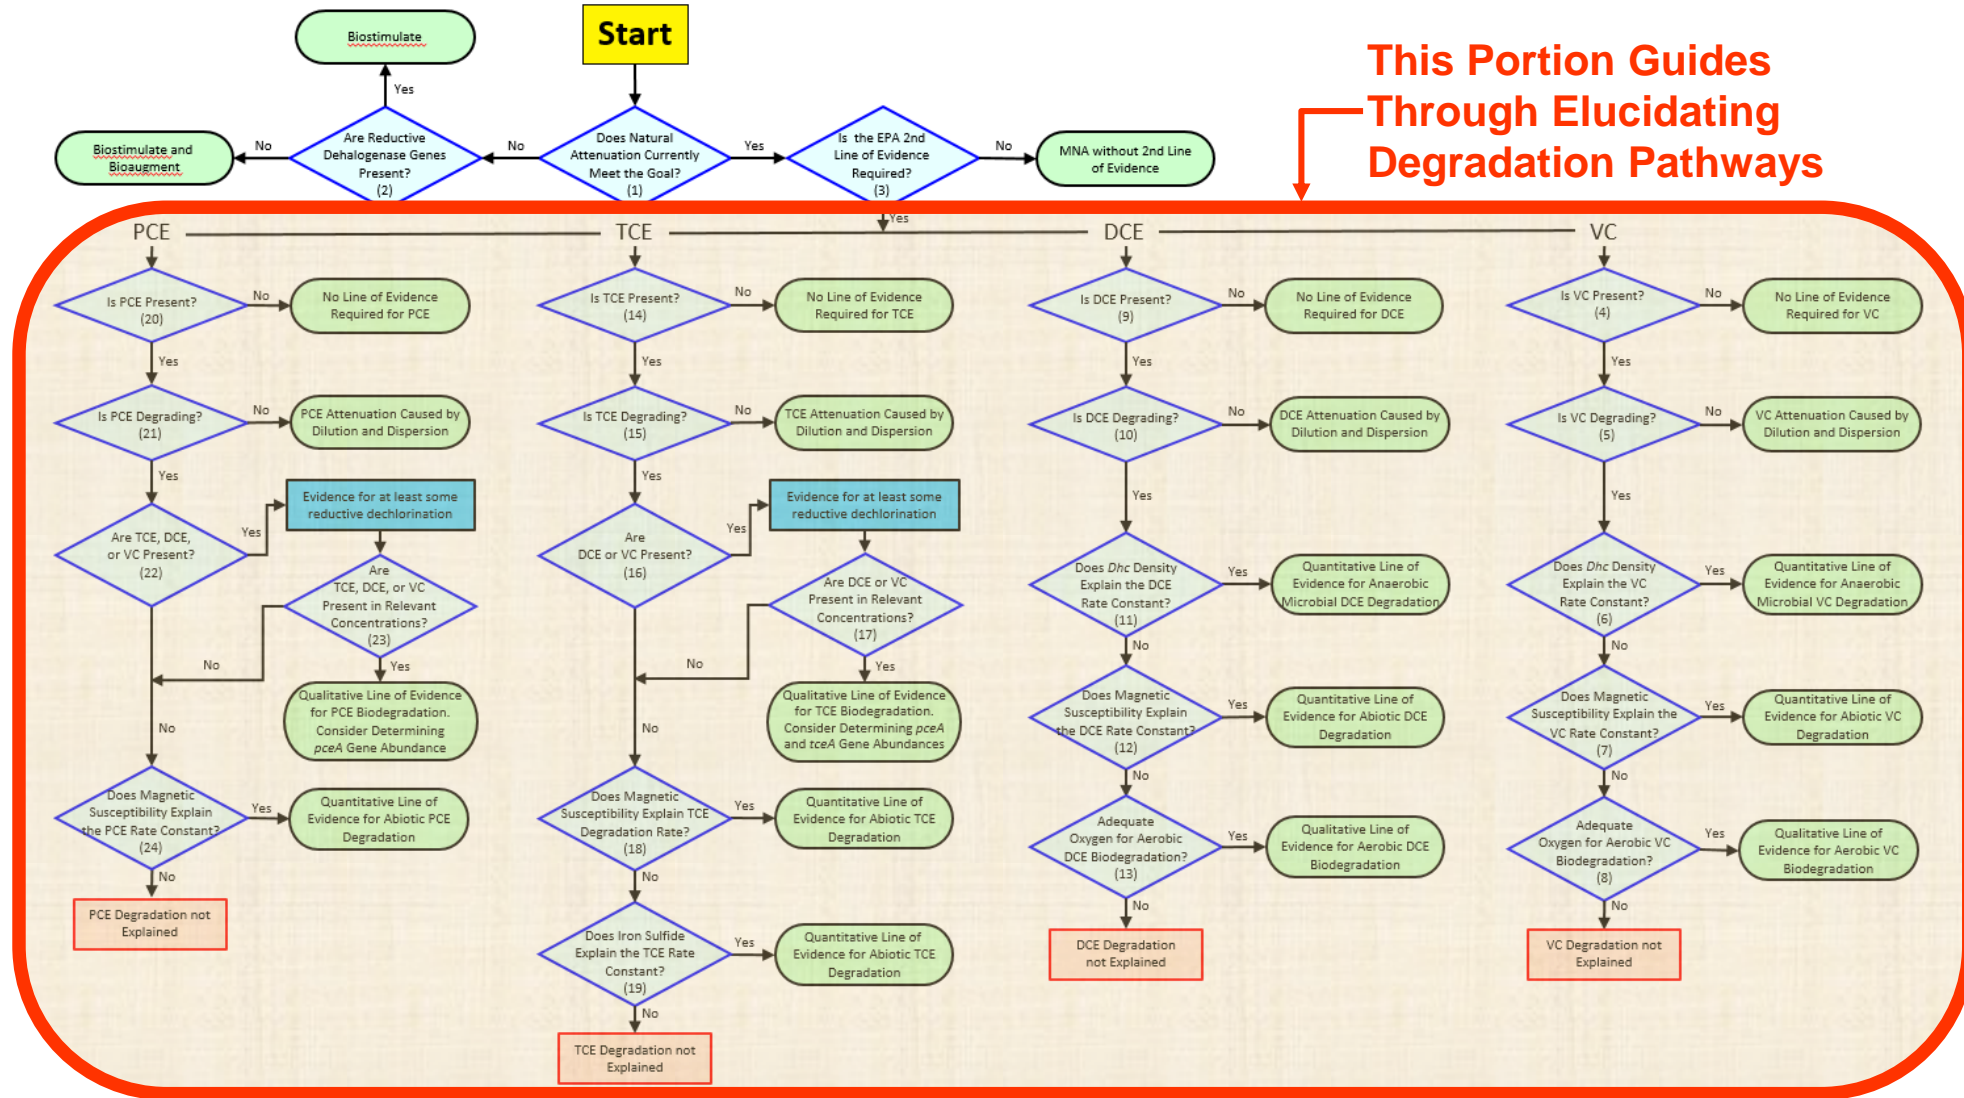 Biostimulate
Start
This Portion Guides
Through Elucidating
Degradation Pathways
Yes
Biostimulate and
Bioaugment
No
Are Reductive
Dehalogenase Genes
Present?
(2)
No
Does Natural
Attenuation Currently
Meet the Goal?
(1)
Yes
Is the EPA 2nd
Line of Evidence
Required?
(3)
No
MNA without 2nd Line
of Evidence
Yes
PCE
TCE
DCE
VC
Is PCE Present?
(20)
No
No Line of Evidence
Required for PCE
Yes
Is PCE Degrading?
(21)
No
PCE Attenuation Caused by
Dilution and Dispersion
Yes
Are TCE, DCE,
or VC Present?
(22)
Yes
Evidence for at least some
reductive dechlorination
Are
TCE, DCE, or VC
Present in Relevant
Concentrations?
(23)
No
Yes
Qualitative Line of Evidence
for PCE Biodegradation.
Consider Determining
pceA Gene Abundance
No
Does Magnetic
Susceptibility Explain
the PCE Rate Constant?
(24)
Yes
Quantitative Line of
Evidence for Abiotic PCE
Degradation
No
PCE Degradation not
Explained
Is TCE Present?
(14)
No
No Line of Evidence
Required for TCE
Yes
Is TCE Degrading?
(15)
No
TCE Attenuation Caused by
Dilution and Dispersion
Yes
Are
DCE or VC Present?
(16)
Yes
Evidence for at least some
reductive dechlorination
Are DCE or VC
Present in Relevant
Concentrations?
(17)
No
Yes
Qualitative Line of Evidence
for TCE Biodegradation.
Consider Determining pceA
and tceA Gene Abundances
No
Does Magnetic
Susceptibility Explain TCE
Degradation Rate?
(18)
Yes
Quantitative Line of
Evidence for Abiotic TCE
Degradation
No
Does Iron Sulfide
Explain the TCE Rate
Constant?
(19)
Yes
Quantitative Line of
Evidence for Abiotic TCE
Degradation
No
TCE Degradation not
Explained
Is DCE Present?
(9)
No
No Line of Evidence
Required for DCE
Yes
Is DCE Degrading?
(10)
No
DCE Attenuation Caused by
Dilution and Dispersion
Yes
Does Dhc Density
Explain the DCE
Rate Constant?
(11)
Yes
Quantitative Line of
Evidence for Anaerobic
Microbial DCE Degradation
No
Does Magnetic
Susceptibility Explain
the DCE Rate Constant?
(12)
Yes
Quantitative Line of
Evidence for Abiotic DCE
Degradation
No
Adequate
Oxygen for Aerobic
DCE Biodegradation?
(13)
Yes
Qualitative Line of
Evidence for Aerobic DCE
Biodegradation
No
DCE Degradation
not Explained
Is VC Present?
(4)
No
No Line of Evidence
Required for VC
Yes
Is VC Degrading?
(5)
No
VC Attenuation Caused by
Dilution and Dispersion
Yes
Does Dhc Density
Explain the VC
Rate Constant?
(6)
Yes
Quantitative Line of
Evidence for Anaerobic
Microbial VC Degradation
No
Does Magnetic
Susceptibility Explain the
VC Rate Constant?
(7)
Yes
Quantitative Line of
Evidence for Abiotic VC
Degradation
No
Adequate
Oxygen for Aerobic VC
Biodegradation?
(8)
Yes
Qualitative Line of
Evidence for Aerobic VC
Biodegradation
No
VC Degradation not
Explained